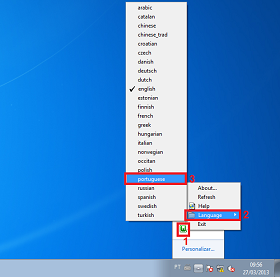 arabic
catalan
chinese
chinese_trad
croatian
czech
danish
deutsch
dutch
english
estonian
finnish
french
greek
hungarian
italian
norwegian
occitan
polish
portuguese
russian
spanish
swedish
turkish
3
About...
Refresh
Help
Language
2
Exit
1
Personalizar...
PT
09:56
27/03/2013